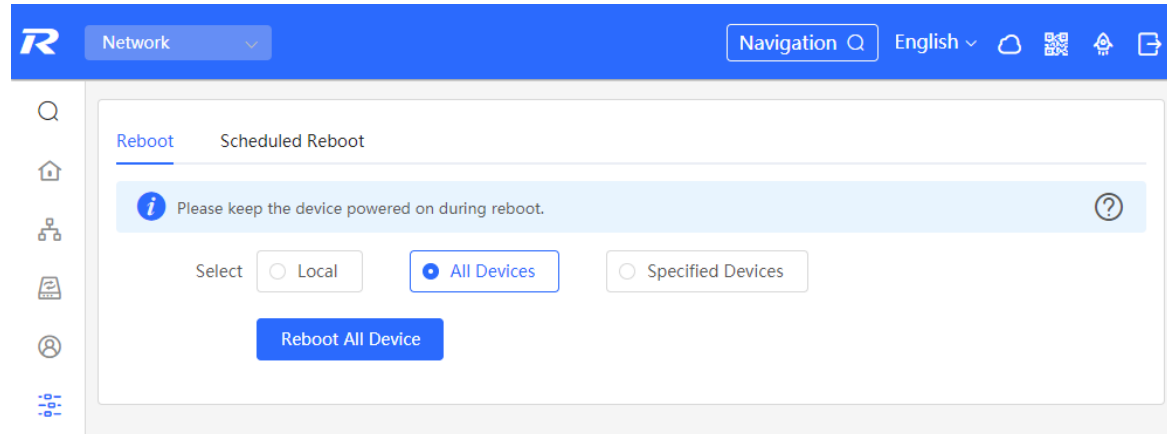 Network
Navigation
English
Reboot Scheduled Reboot
Please keep the device powered on during reboot.
Select Local All Devices Specified Devices
Reboot All Device